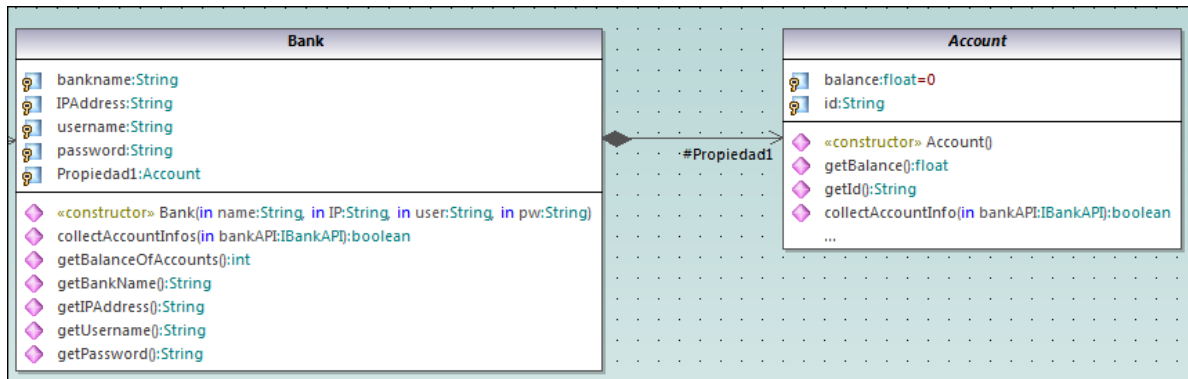 Bank
bankname:String
IPAddress:String
username:String
password:String
Propiedad1:Account
«constructor» Bank(in name:String, in IP:String, in user:String, in pw:String)
collectAccountInfos(in bankAPI:IBankAPI):boolean
getBalanceOfAccounts():int
getBankName():String
getIPAddress():String
getUsername():String
getPassword():String
#Propiedad1
Account
balance:float=0
id:String
«constructor» Account()
getBalance():float
getId():String
collectAccountInfo(in bankAPI:IBankAPI):boolean
...